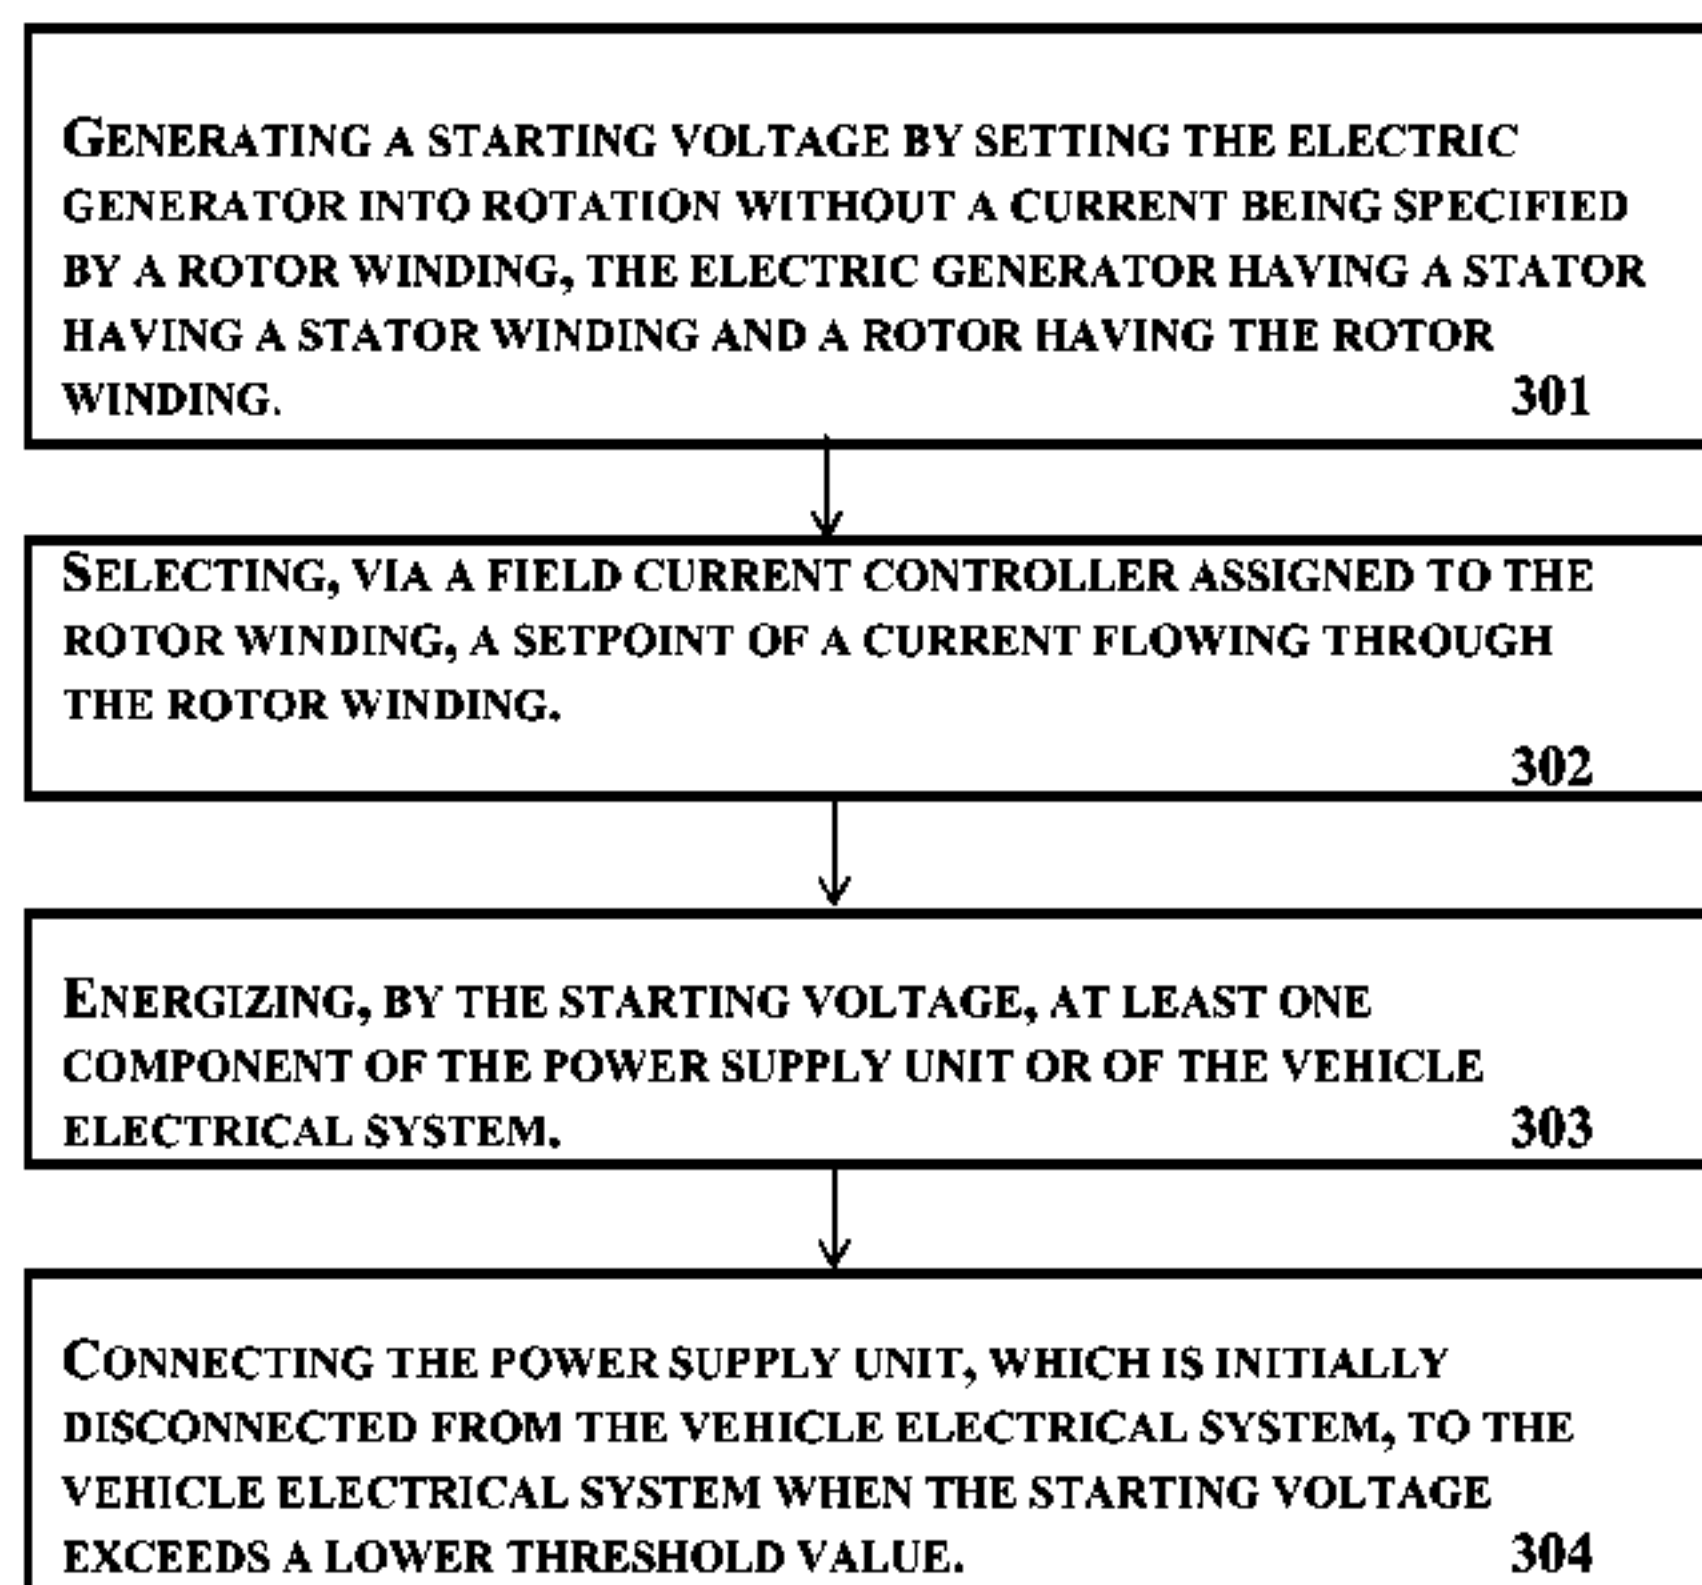 GENERATING A STARTING VOLTAGE BY SETTING THE ELECTRIC
GENERATOR INTO ROTATION WITHOUT A CURRENT BEING SPECIFIED
BY A ROTOR WINDING, THE ELECTRIC GENERATOR HAVING A STATOR
HAVING A STATOR WINDING AND A ROTOR HAVING THE ROTOR
WINDING. 301
SELECTING, VIA A FIELD CURRENT CONTROLLER ASSIGNED TO THE
ROTOR WINDING, A SETPOINT OF A CURRENT FLOWING THROUGH
THE ROTOR WINDING.
302
ENERGIZING, BY THE STARTING VOLTAGE, AT LEAST ONE
COMPONENT OF THE POWER SUPPLY UNIT OR OF THE VEHICLE
ELECTRICAL SYSTEM. 303
CONNECTING THE POWER SUPPLY UNIT, WHICH IS INITIALLY
DISCONNECTED FROM THE VEHICLE ELECTRICAL SYSTEM, TO THE
VEHICLE ELECTRICAL SYSTEM WHEN THE STARTING VOLTAGE
EXCEEDS A LOWER THRESHOLD VALUE. 304